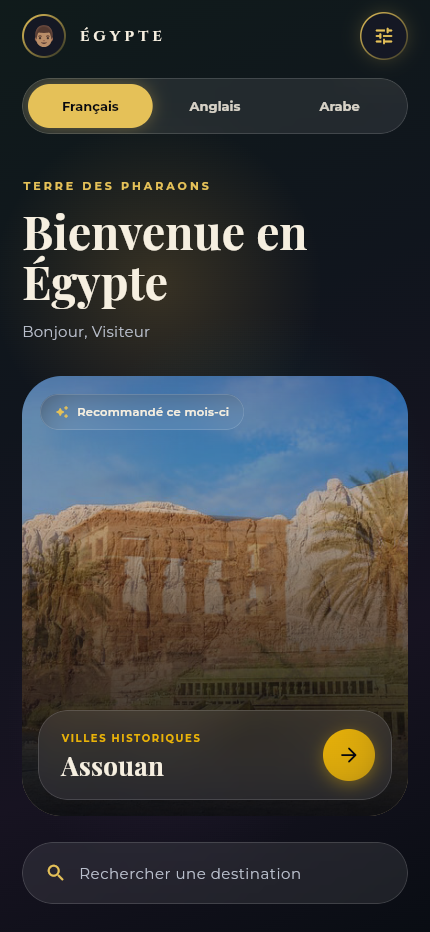 ÉGYPTE
Français
Anglais
Arabe
TERRE DES PHARAONS
Bienvenue en
Égypte
Bonjour, Visiteur
Recommandé ce mois-ci
VILLES HISTORIQUES
Assouan
Rechercher une destination